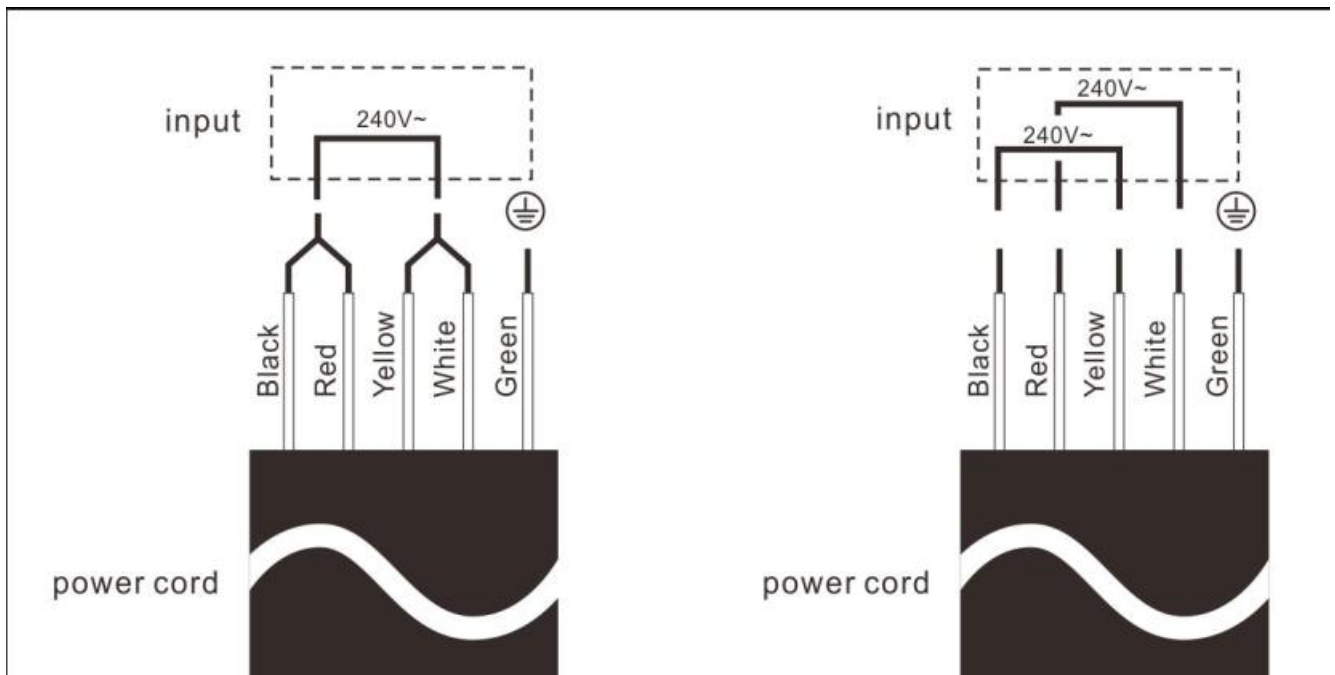 240V~
input
Black
Red
Yellow
White
Green
power cord
240V~
input
240V~
Black
Red
Yellow
White
Green
power cord